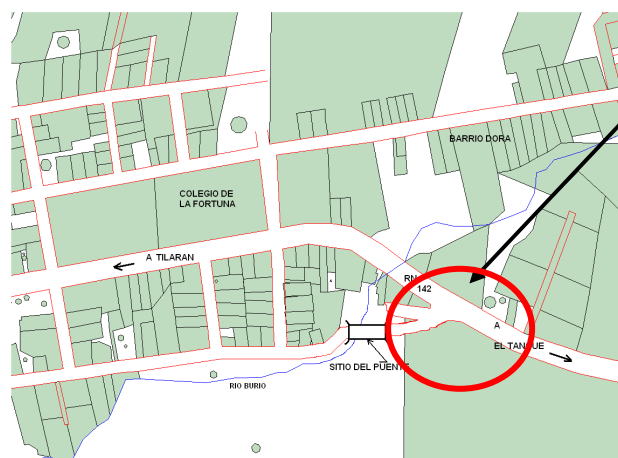 BARRIO DORA
COLEGIO DE
LA FORTUNA
A TILARAN
RN
142
A
EL TANQUE
SITIO DEL PUENTE
RIO BURIO